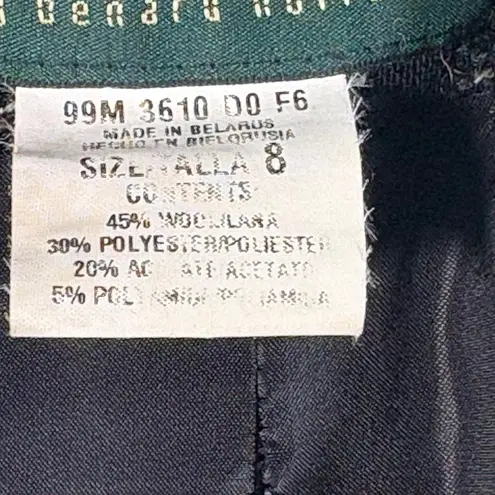 Genard
99M 3610 D0 F6
MADE IN BELARUS
HECHO EN BIELORUSIA
SIZE/TALLA 8
CONTENTS
45% WOOL/LANA
30% POLYESTER/POLIESTER
20% ACETATE/ACETATO
5% POLYAMIDE/POLIAMIDA